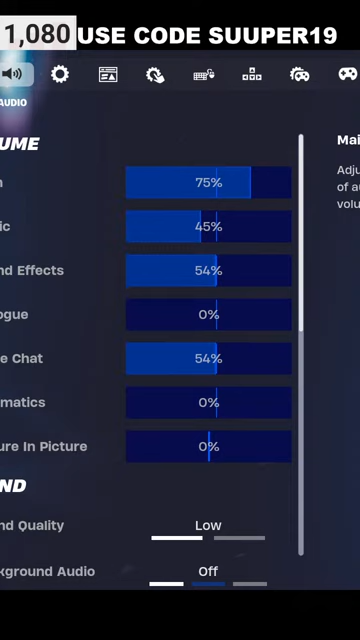 1,080 USE CODE SUUPER19
AUDIO
UME
Mai
n 75%
Adju
of au
volu
ic 45%
nd Effects 54%
ogue 0%
e Chat 54%
matics 0%
ure In Picture 0%
ND
nd Quality Low
kground Audio Off